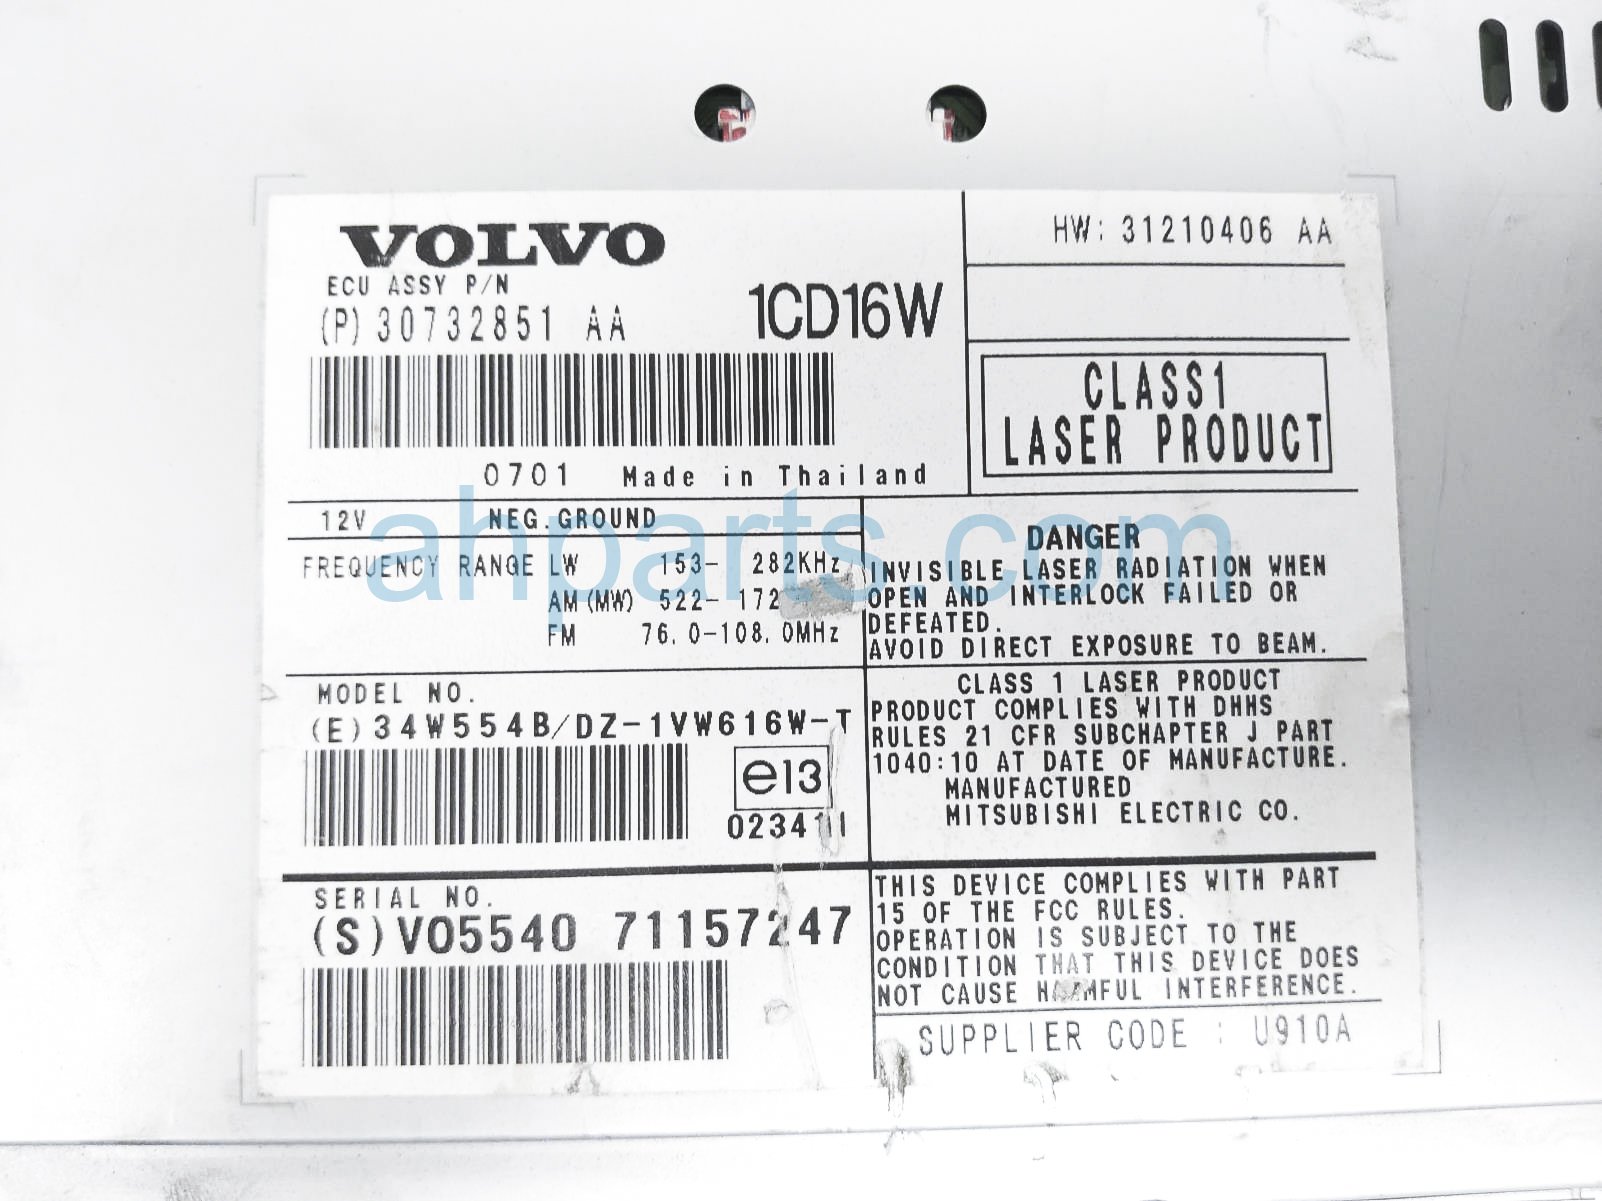 VOLVO
ECU ASSY P/N
(P)30732851 AA
1CD16W
HW: 31210406 AA
CLASS1
LASER PRODUCT
0701 Made in Thailand
12V NEG.GROUND
FREQUENCY RANGE LW 153- 282KHz
AM(MW) 522- 172
FM 76.0-108.0MHz
DANGER
INVISIBLE LASER RADIATION WHEN
OPEN AND INTERLOCK FAILED OR
DEFEATED.
AVOID DIRECT EXPOSURE TO BEAM.
ahparts.com
MODEL NO.
(E)34W554B/DZ-1VW616W-T
e13
CLASS 1 LASER PRODUCT
PRODUCT COMPLIES WITH DHHS
RULES 21 CFR SUBCHAPTER J PART
1040:10 AT DATE OF MANUFACTURE.
MANUFACTURED
MITSUBISHI ELECTRIC CO.
SERIAL NO.
(S)VO5540 71157247
THIS DEVICE COMPLIES WITH PART
15 OF THE FCC RULES.
OPERATION IS SUBJECT TO THE
CONDITION THAT THIS DEVICE DOES
NOT CAUSE HARMFUL INTERFERENCE.
SUPPLIER CODE : U910A